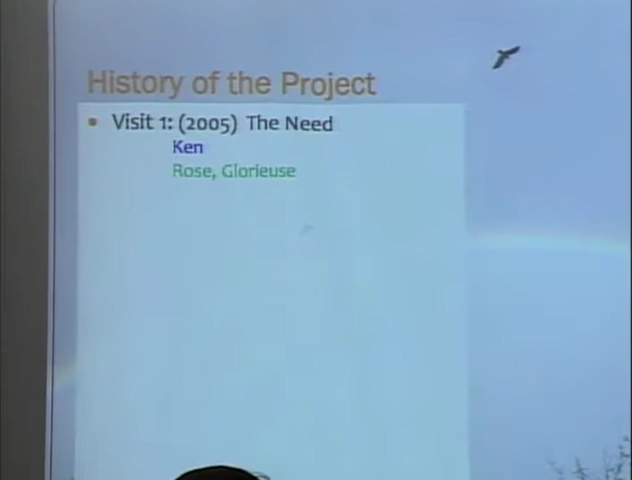 History of the Project
• Visit 1: (2005) The Need
Ken
Rose, Glorieuse